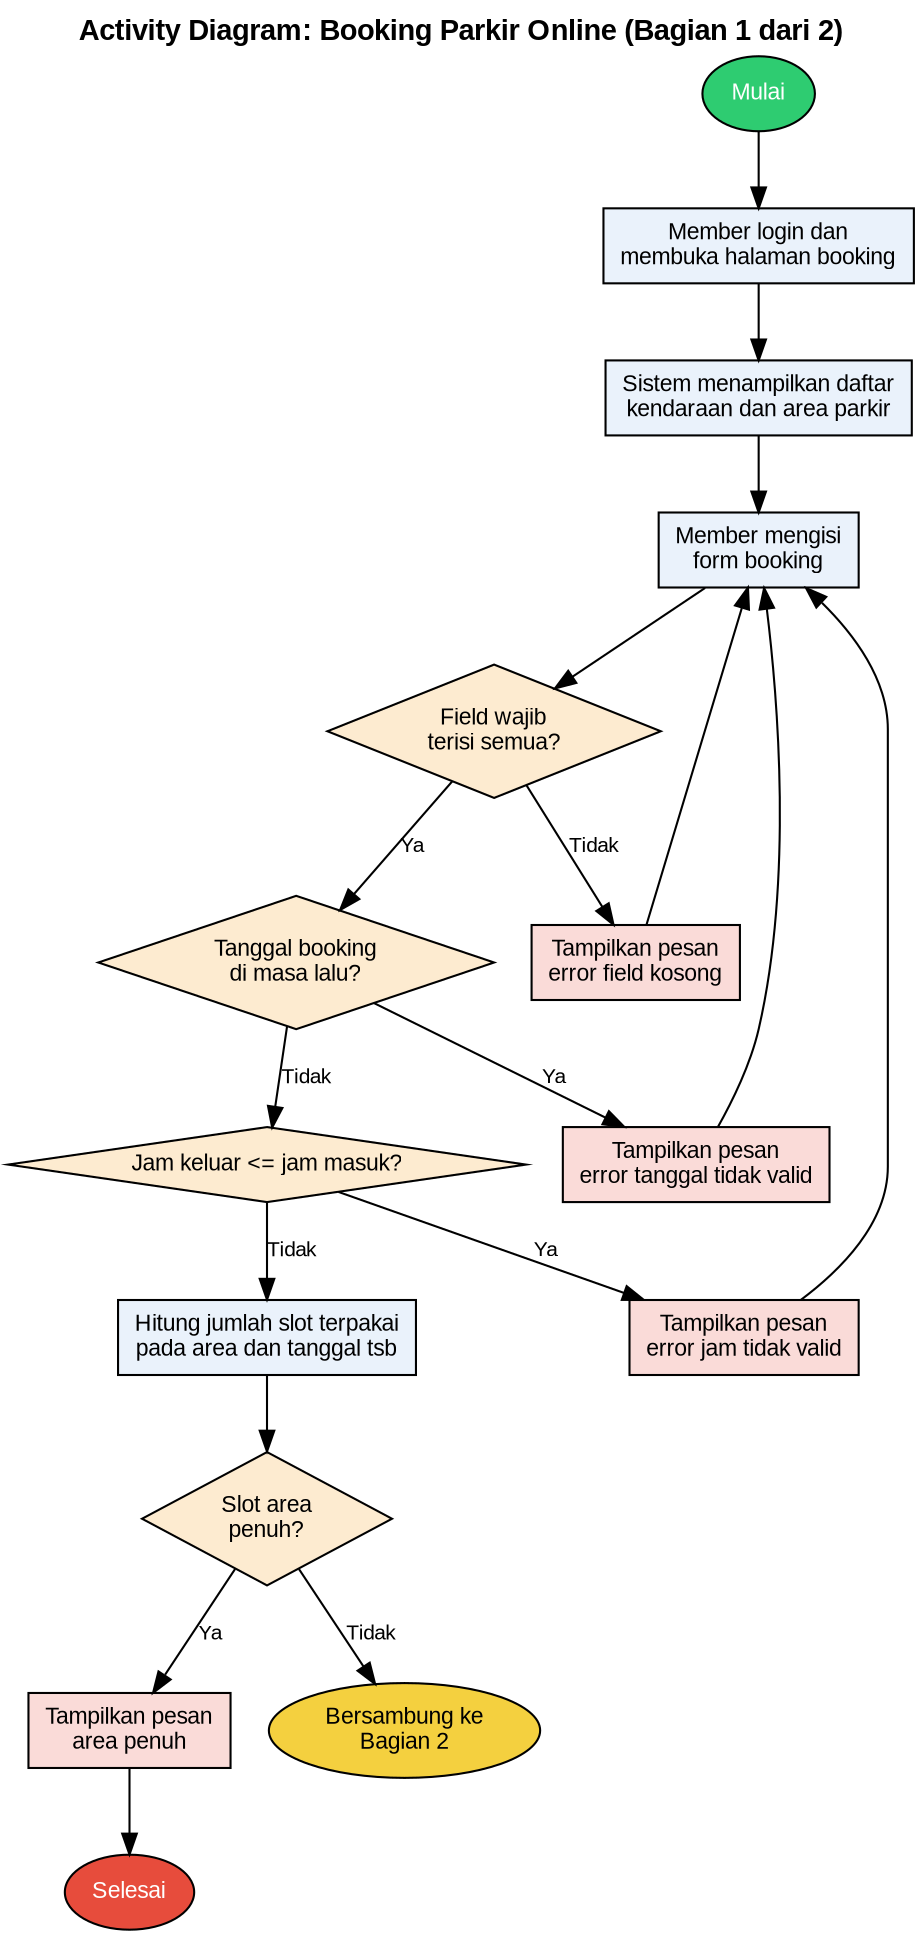 Activity Diagram: Booking Parkir Online (Bagian 1 dari 2)
Mulai
Member login dan
membuka halaman booking
Sistem menampilkan daftar
kendaraan dan area parkir
Member mengisi
form booking
Field wajib
terisi semua?
Ya
Tidak
Tanggal booking
di masa lalu?
Tampilkan pesan
error field kosong
Tidak
Ya
Jam keluar <= jam masuk?
Tampilkan pesan
error tanggal tidak valid
Tidak
Ya
Hitung jumlah slot terpakai
pada area dan tanggal tsb
Tampilkan pesan
error jam tidak valid
Slot area
penuh?
Ya
Tidak
Tampilkan pesan
area penuh
Bersambung ke
Bagian 2
Selesai